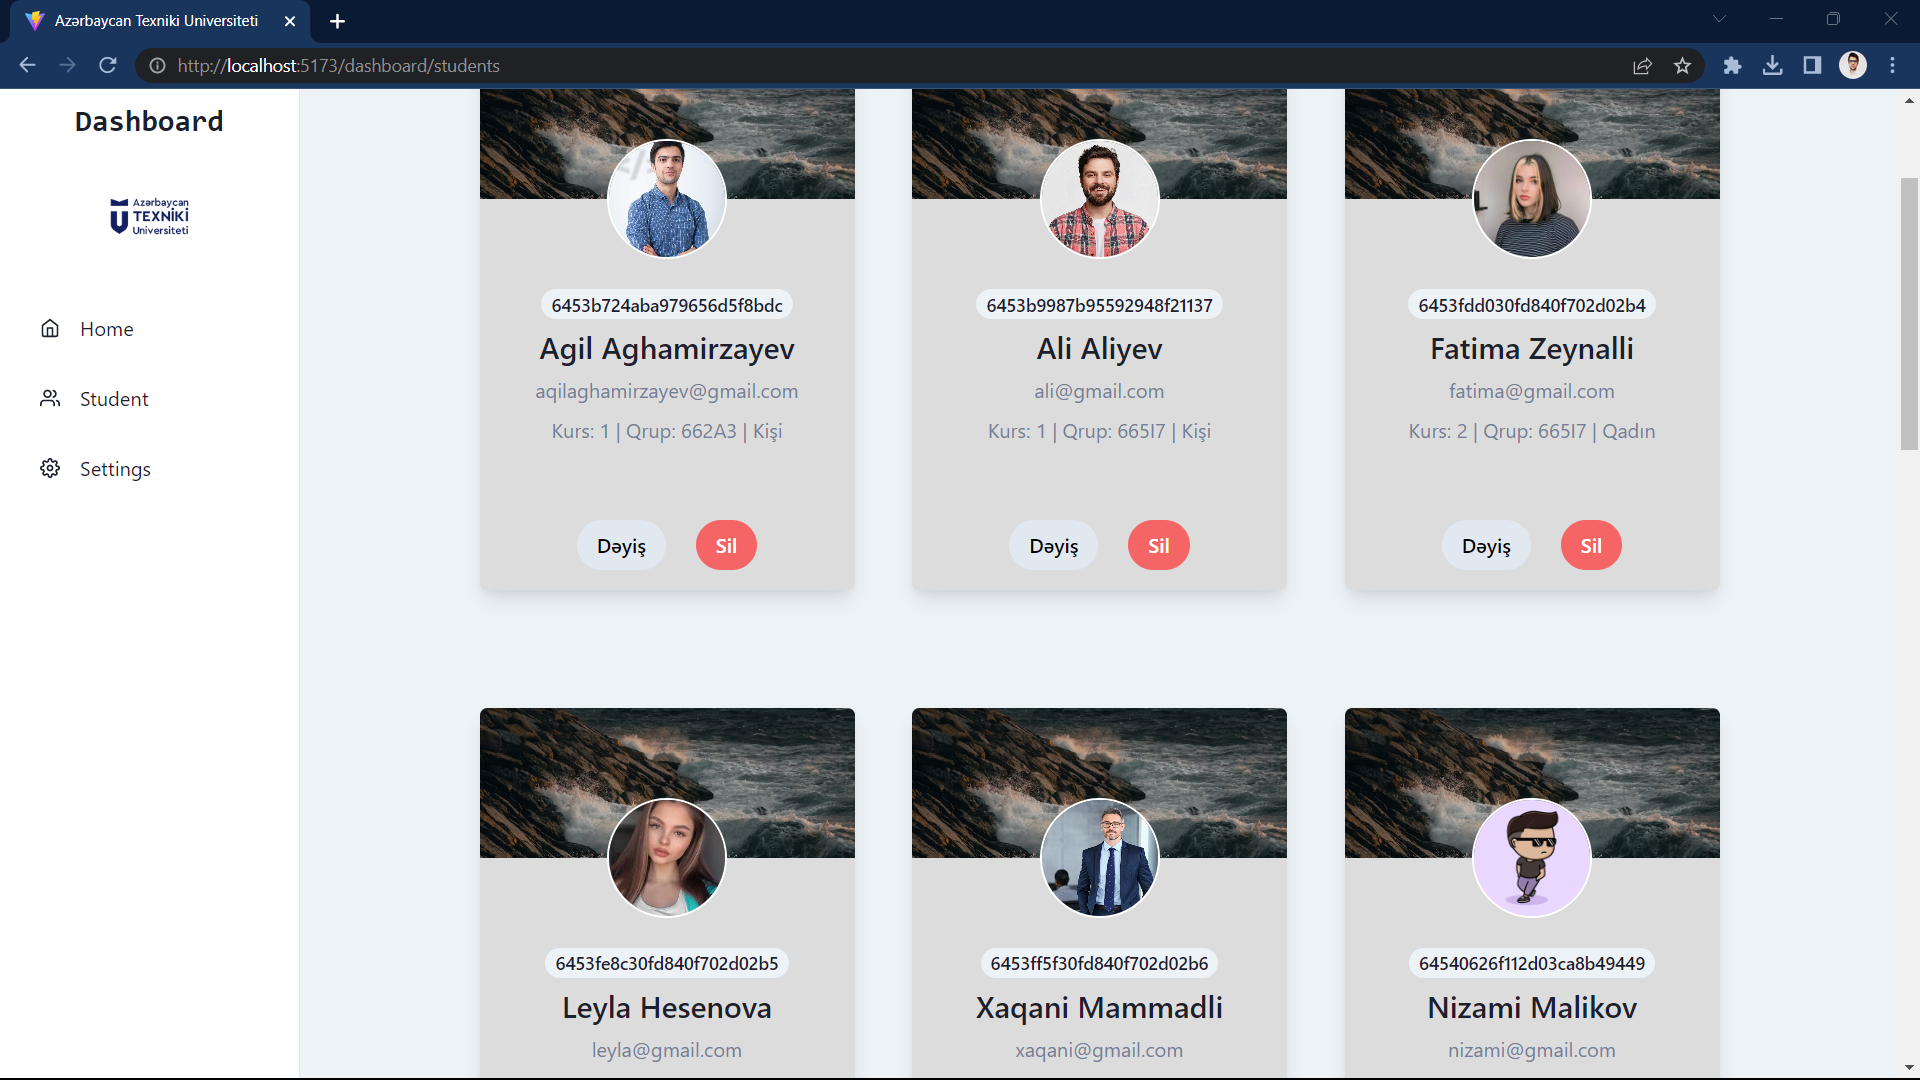 Azərbaycan Texniki Universiteti
http://localhost:5173/dashboard/students
Dashboard
Azərbaycan
TEXNİKİ
Universiteti
Home
Student
Settings
6453b724aba979656d5f8bdc
Agil Aghamirzayev
aqilaghamirzayev@gmail.com
Kurs: 1 | Qrup: 662A3 | Kişi
Dəyiş
Sil
6453b9987b95592948f21137
Ali Aliyev
ali@gmail.com
Kurs: 1 | Qrup: 665I7 | Kişi
Dəyiş
Sil
6453fdd030fd840f702d02b4
Fatima Zeynalli
fatima@gmail.com
Kurs: 2 | Qrup: 665I7 | Qadın
Dəyiş
Sil
6453fe8c30fd840f702d02b5
Leyla Hesenova
leyla@gmail.com
6453ff5f30fd840f702d02b6
Xaqani Mammadli
xaqani@gmail.com
64540626f112d03ca8b49449
Nizami Malikov
nizami@gmail.com